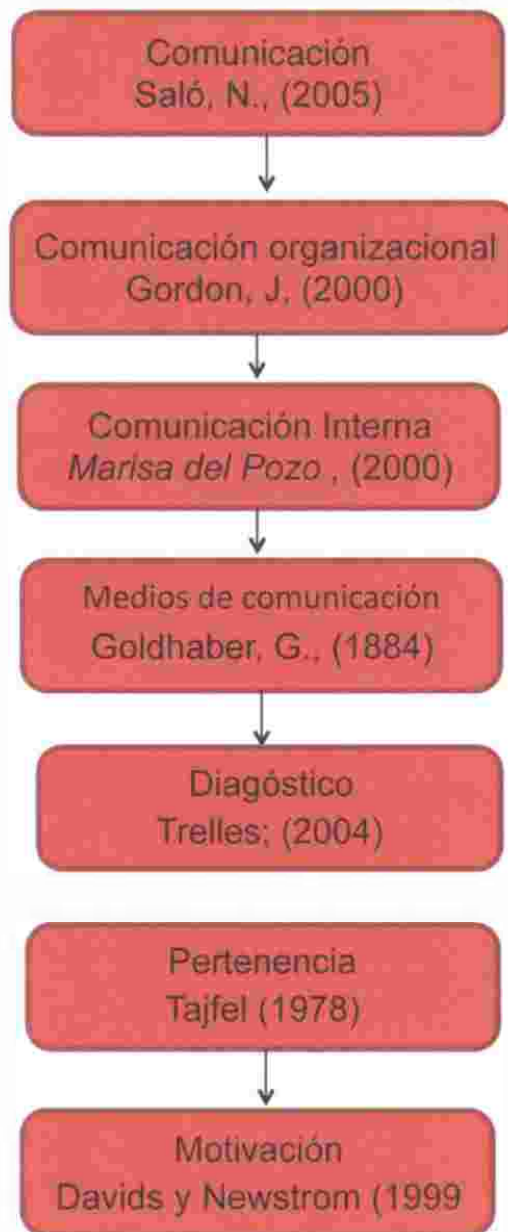 Comunicación
Saló, N., (2005)
Comunicación organizacional
Gordon, J, (2000)
Comunicación Interna
Marisa del Pozo , (2000)
Medios de comunicación
Goldhaber, G., (1884)
Diagóstico
Trelles; (2004)
Pertenencia
Tajfel (1978)
Motivación
Davids y Newstrom (1999